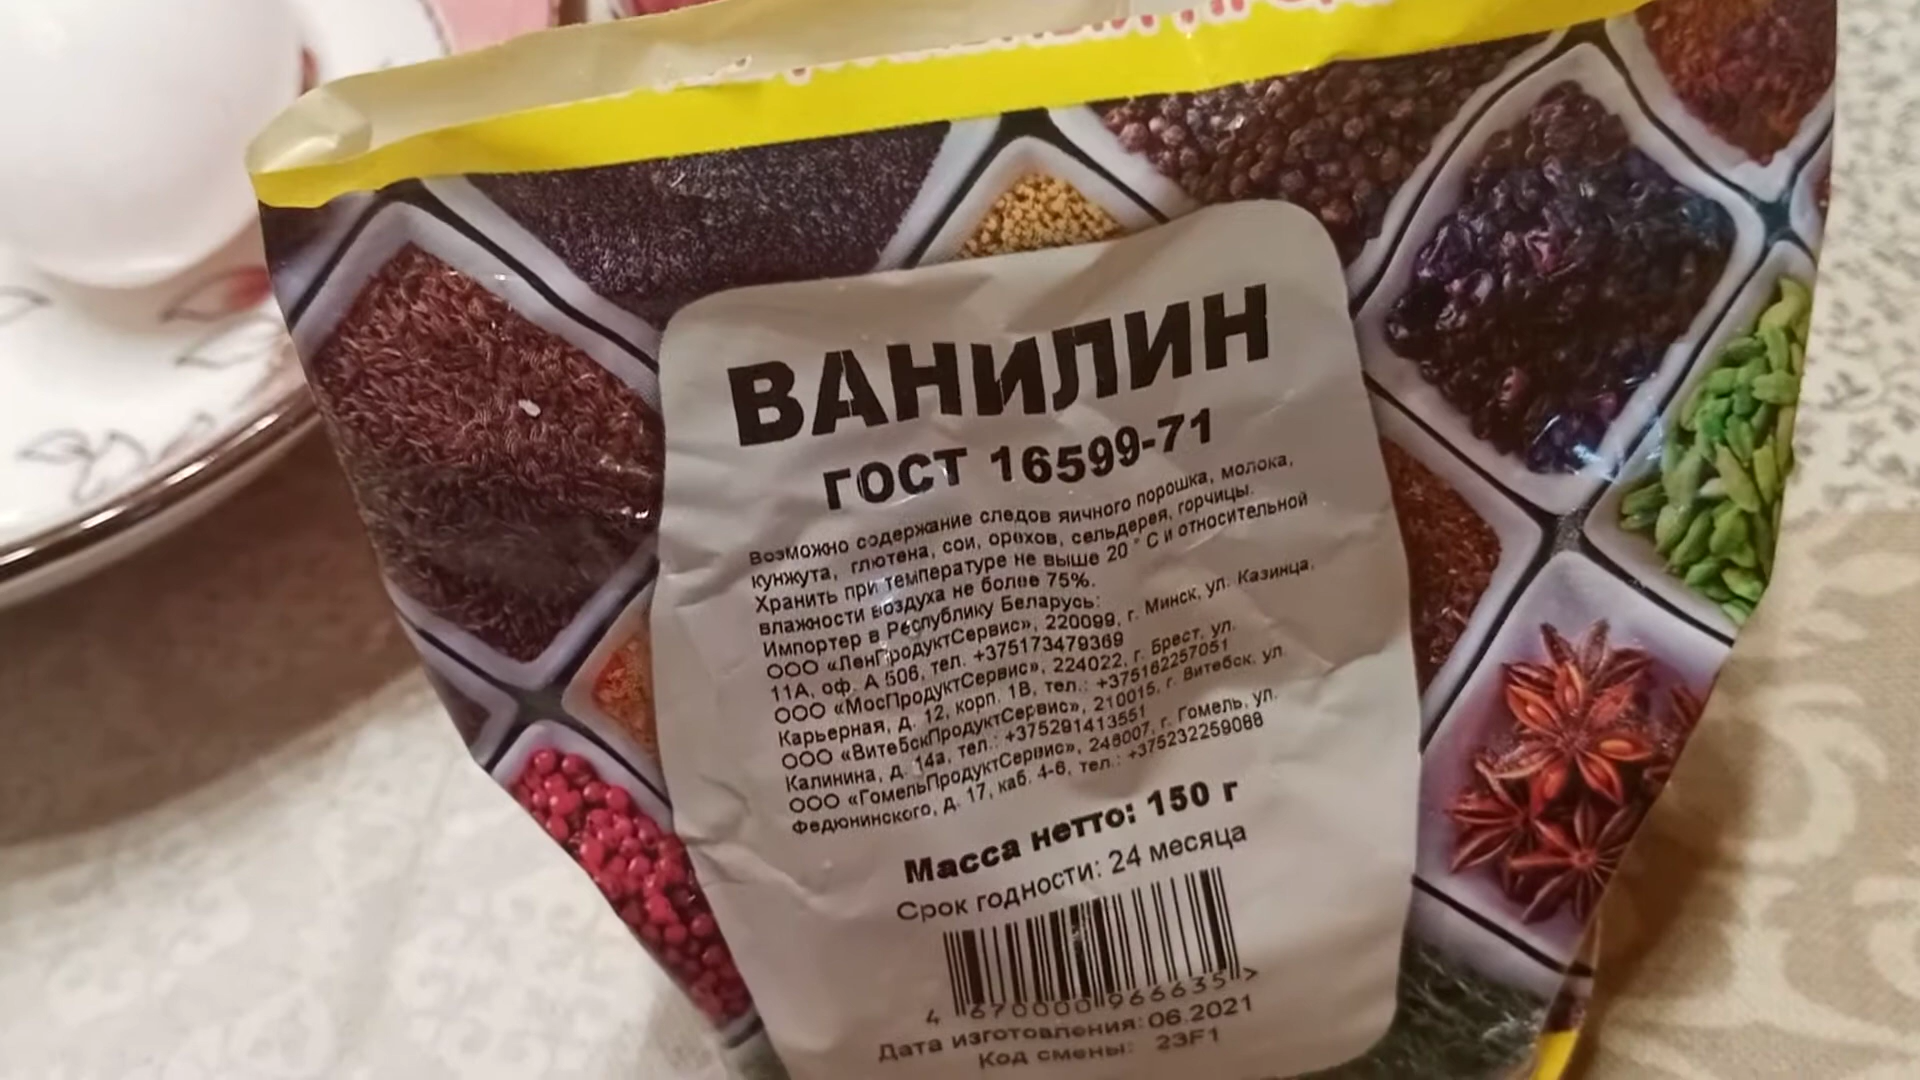 ВАНИЛИН
ГОСТ 16599-71
Возможно содержание следов яичного порошка, молока,
кунжута, глютена, сои, орехов, сельдерея, горчицы.
Хранить при температуре не выше 20 ° С и относительной
влажности воздуха не более 75%.
Импортер в Республику Беларусь:
ООО «ЛенПродуктСервис», 220099, г. Минск, ул. Казинца,
11А, оф. А 506, тел. +375173479369
ООО «МосПродуктСервис», 224022, г. Брест, ул.
Карьерная, д. 12, корп. 1В, тел.: +375162257051
ООО «ВитебскПродуктСервис», 210015, г. Витебск, ул.
Калинина, д. 14а, тел.: +375291413551
ООО «ГомельПродуктСервис», 246007, г. Гомель, ул.
Федюнинского, д. 17, каб. 4-6, тел.: +375232259088
Масса нетто: 150 г
Срок годности: 24 месяца
4 670000 966635 >
Дата изготовления: 06.2021
Код смены: 23F1